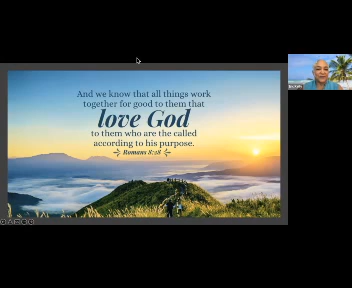 And we know that all things work
together for good to them that
love God
to them who are the called
according to his purpose.
Romans 8:28